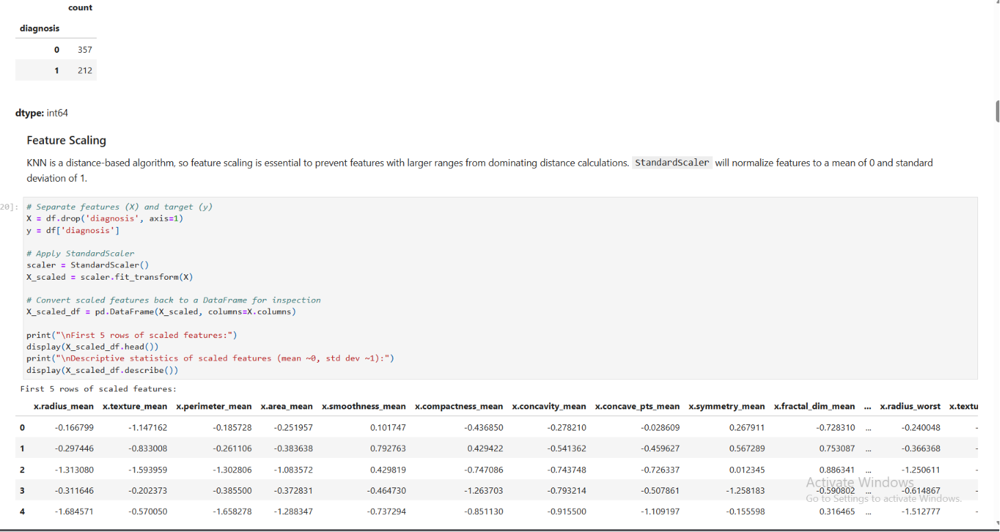 count
diagnosis
0 357
1 212
dtype: int64
Feature Scaling
KNN is a distance-based algorithm, so feature scaling is essential to prevent features with larger ranges from dominating distance calculations. StandardScaler will normalize features to a mean of 0 and standard
deviation of 1.
20]: # Separate features (X) and target (y)
X = df.drop('diagnosis', axis=1)
y = df['diagnosis']
# Apply StandardScaler
scaler = StandardScaler()
X_scaled = scaler.fit_transform(X)
# Convert scaled features back to a DataFrame for inspection
X_scaled_df = pd.DataFrame(X_scaled, columns=X.columns)
print("\nFirst 5 rows of scaled features:")
display(X_scaled_df.head())
print("\nDescriptive statistics of scaled features (mean ~0, std dev ~1):")
display(X_scaled_df.describe())
First 5 rows of scaled features:
x.radius_mean x.texture_mean x.perimeter_mean x.area_mean x.smoothness_mean x.compactness_mean x.concavity_mean x.concave_pts_mean x.symmetry_mean x.fractal_dim_mean ... x.radius_worst x.textu
0 -0.166799 -1.147162 -0.185728 -0.251957 0.101747 -0.436850 -0.278210 -0.028609 0.267911 -0.728310 ... -0.240048 -
1 -0.297446 -0.833008 -0.261106 -0.383638 0.792763 0.429422 -0.541362 -0.459627 0.567289 0.753087 ... -0.366368 -
2 -1.313080 -1.593959 -1.302806 -1.083572 0.429819 -0.747086 -0.743748 -0.726337 0.012345 0.886341 ... -1.250611 -
Activate Windows
3 -0.311646 -0.202373 -0.385500 -0.372831 -0.464730 -1.263703 -0.793214 -0.507861 -1.258183 -0.590802 ... -0.614867 -
Go to Settings to activate Windows.
4 -1.684571 -0.570050 -1.658278 -1.288347 -0.737294 -0.851130 -0.915500 -1.109197 -0.155598 0.316465 ... -1.512777 -